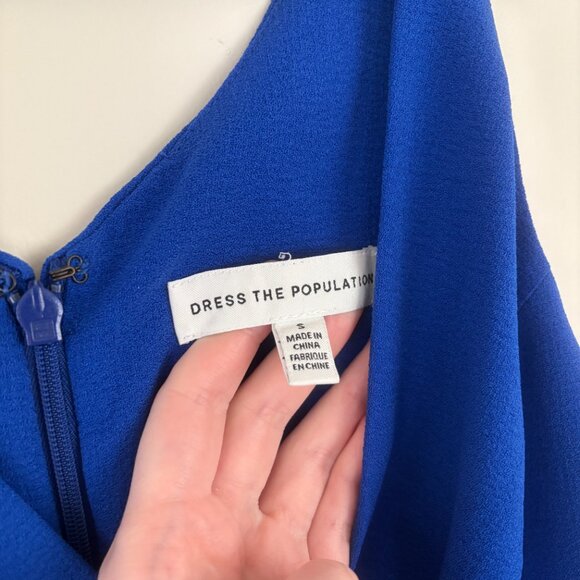 DRESS THE POPULATION
S
MADE IN
CHINA
FABRIQUE
EN CHINE